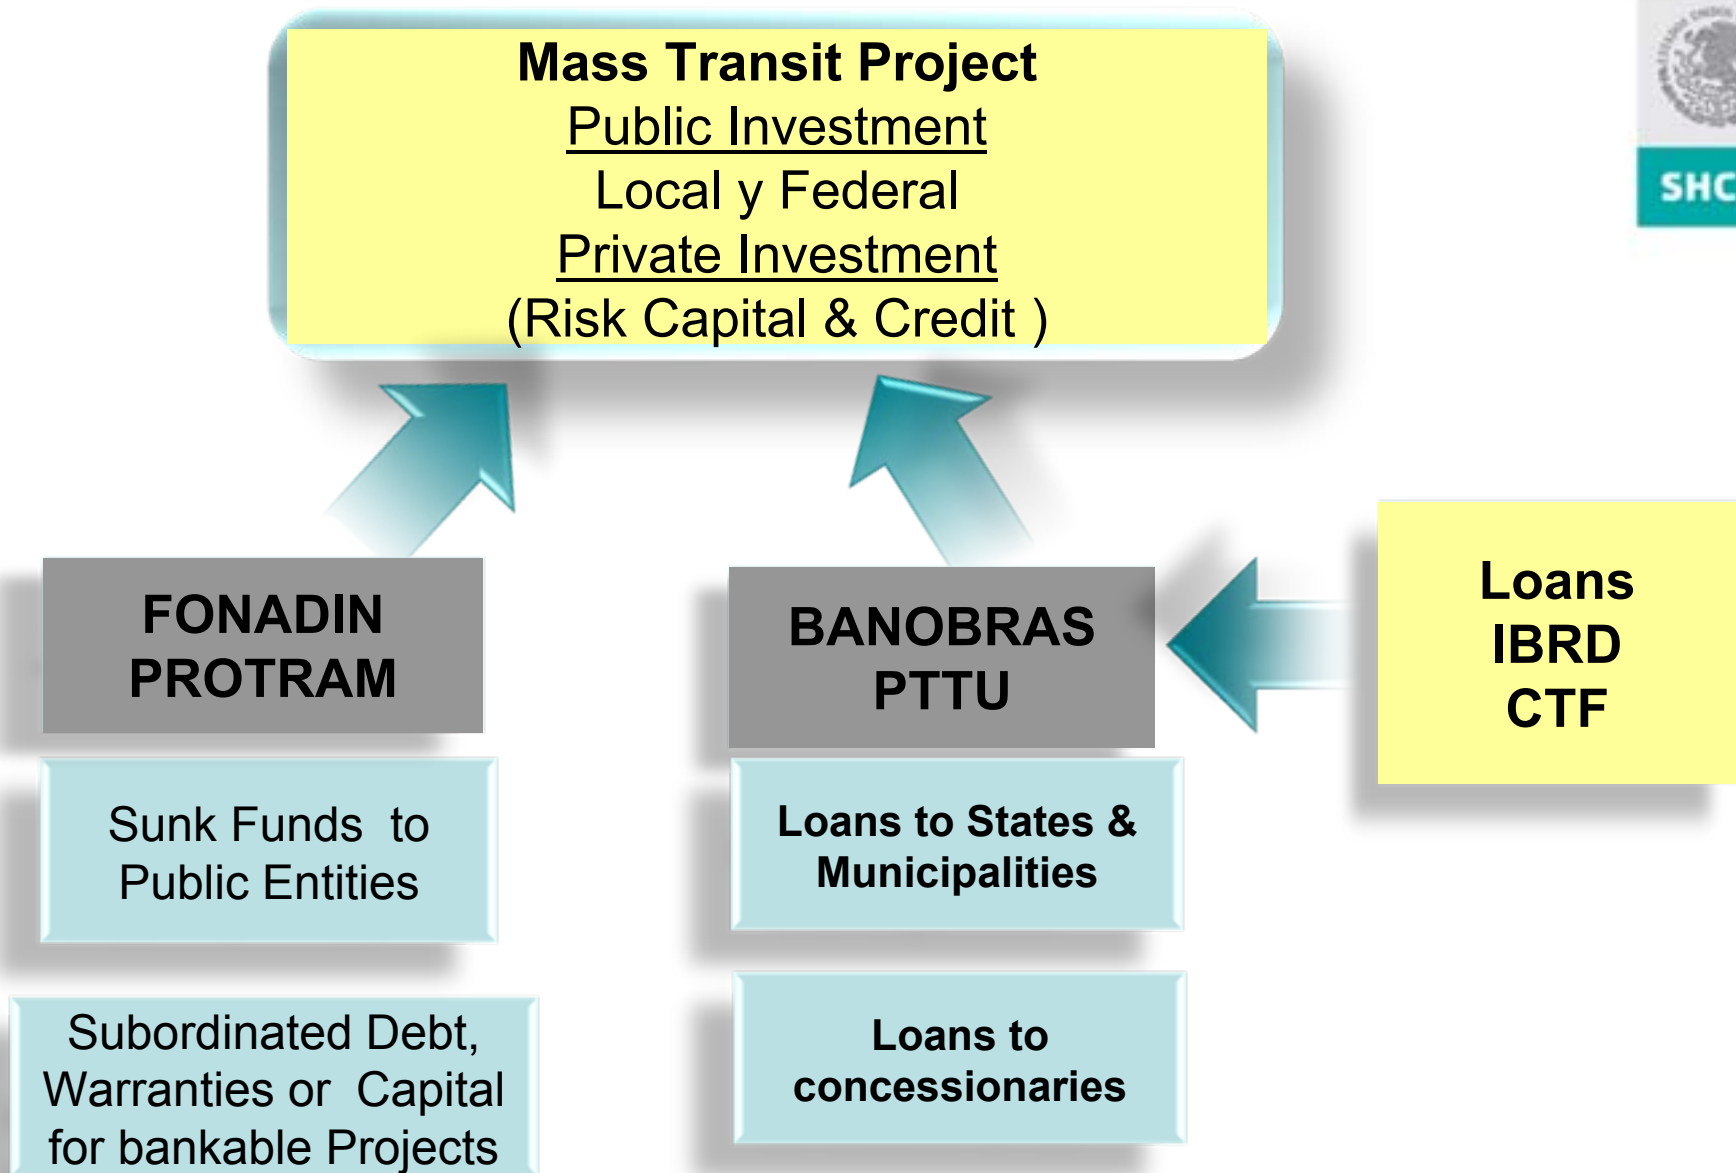 Mass Transit Project
Public Investment
Local y Federal
Private Investment
(Risk Capital & Credit )
SHC
FONADIN
PROTRAM
BANOBRAS
PTTU
Loans
IBRD
CTF
Sunk Funds to
Public Entities
Loans to States &
Municipalities
Subordinated Debt,
Warranties or Capital
for bankable Projects
Loans to
concessionaries